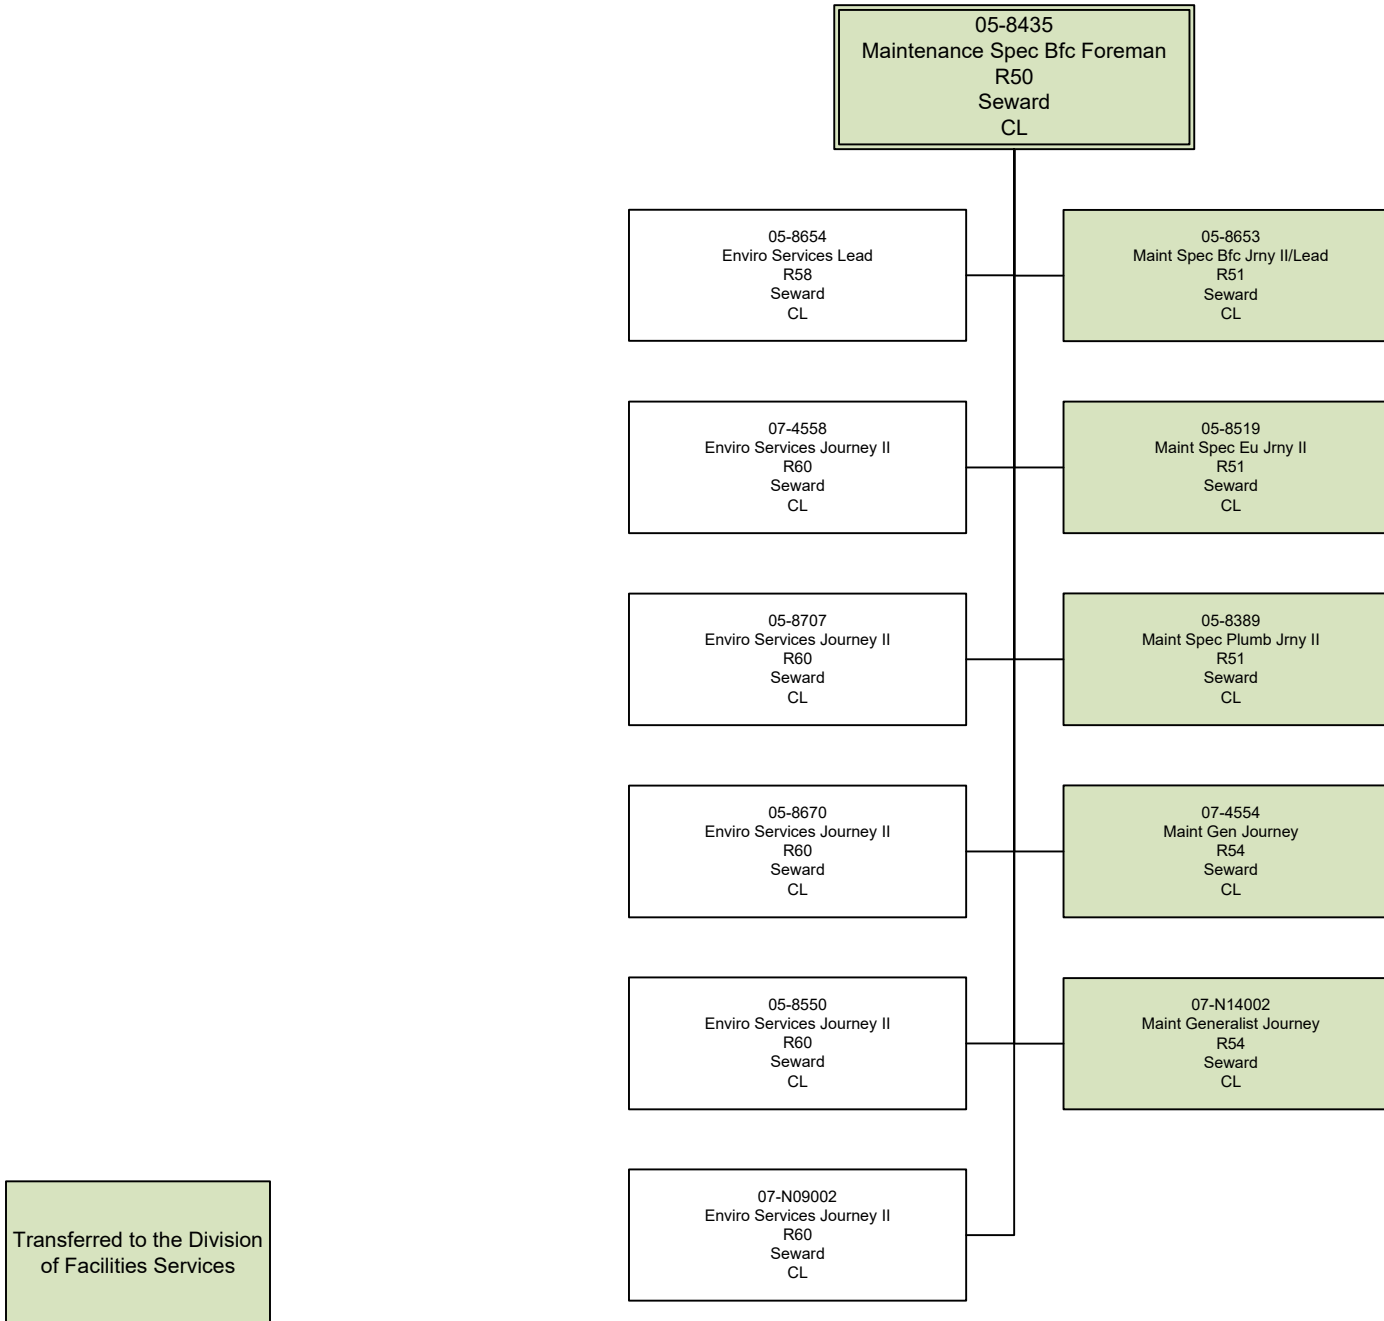 05-8435
Maintenance Spec Bfc Foreman
R50
Seward
CL
05-8654
Enviro Services Lead
R58
Seward
CL
05-8653
Maint Spec Bfc Jrny II/Lead
R51
Seward
CL
07-4558
Enviro Services Journey II
R60
Seward
CL
05-8519
Maint Spec Eu Jrny II
R51
Seward
CL
05-8707
Enviro Services Journey II
R60
Seward
CL
05-8389
Maint Spec Plumb Jrny II
R51
Seward
CL
05-8670
Enviro Services Journey II
R60
Seward
CL
07-4554
Maint Gen Journey
R54
Seward
CL
05-8550
Enviro Services Journey II
R60
Seward
CL
07-N14002
Maint Generalist Journey
R54
Seward
CL
07-N09002
Enviro Services Journey II
R60
Seward
CL
Transferred to the Division
of Facilities Services